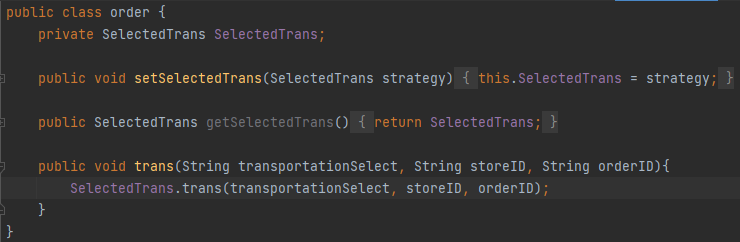 public class order {
    private SelectedTrans SelectedTrans;
    public void setSelectedTrans(SelectedTrans strategy) { this.SelectedTrans = strategy; }
    public SelectedTrans getSelectedTrans() { return SelectedTrans; }
    public void trans(String transportationSelect, String storeID, String orderID){
        SelectedTrans.trans(transportationSelect, storeID, orderID);
    }
}